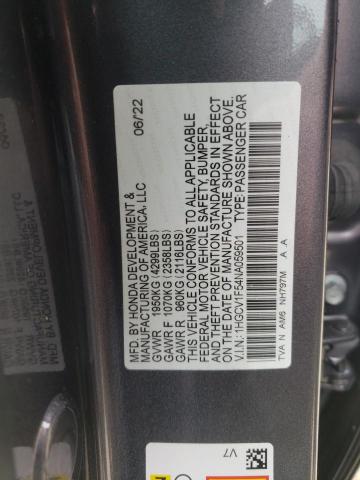 MFD. BY HONDA DEVELOPMENT & 06/22
MANUFACTURING OF AMERICA, LLC
GVWR 1950KG (4299LBS)
GAWR F 1070KG (2358LBS)
GAWR R 960KG (2116LBS)
THIS VEHICLE CONFORMS TO ALL APPLICABLE
FEDERAL MOTOR VEHICLE SAFETY, BUMPER,
AND THEFT PREVENTION STANDARDS IN EFFECT
ON THE DATE OF MANUFACTURE SHOWN ABOVE.
V.I.N.:1HGCV1F54NA059501 TYPE:PASSENGER CAR
TVA N AM6 NH797M A A
V7